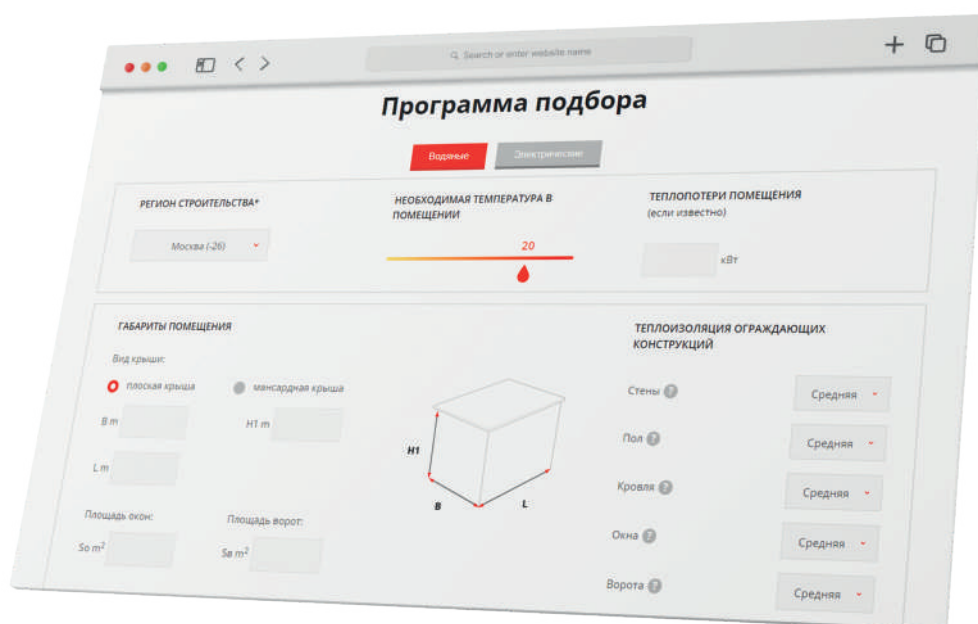 Search or enter website name
Программа подбора
Водяные
Электрические
РЕГИОН СТРОИТЕЛЬСТВА*
Москва (-26)
НЕОБХОДИМАЯ ТЕМПЕРАТУРА В
ПОМЕЩЕНИИ
20
ТЕПЛОПОТЕРИ ПОМЕЩЕНИЯ
(если известно)
кВт
ГАБАРИТЫ ПОМЕЩЕНИЯ
Вид крыши:
плоская крыша
мансардная крыша
B m
H1 m
L m
Площадь окон:
Площадь ворот:
So m²
Sв m²
H1
B
L
ТЕПЛОИЗОЛЯЦИЯ ОГРАЖДАЮЩИХ
КОНСТРУКЦИЙ
Стены ? Средняя
Пол ? Средняя
Кровля ? Средняя
Окна ? Средняя
Ворота ? Средняя